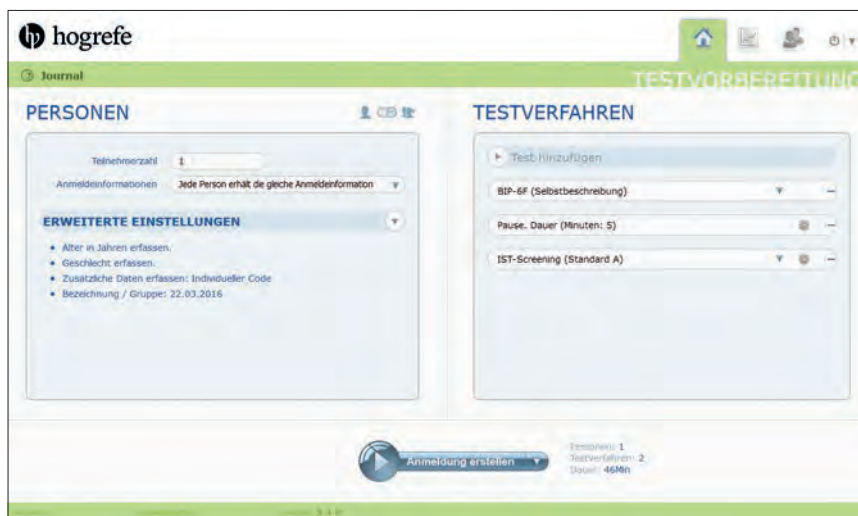 hogrefe
Journal
TESTVORBEREITUNG
PERSONEN
Teilnehmerzahl 1
Anmeldeinformationen Jede Person erhält die gleiche Anmeldeinformation
ERWEITERTE EINSTELLUNGEN
• Alter in Jahren erfassen.
• Geschlecht erfassen.
• Zusätzliche Daten erfassen: Individueller Code
• Bezeichnung / Gruppe: 22.03.2016
TESTVERFAHREN
Test hinzufügen
BIP-6F (Selbstbeschreibung)
Pause. Dauer (Minuten: 5)
IST-Screening (Standard A)
Anmeldung erstellen
Personen: 1
Testverfahren: 2
Dauer: 46Min